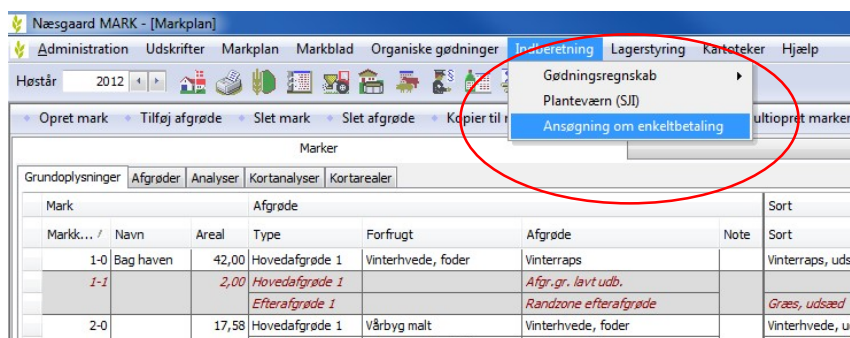 Næsgaard MARK - [Markplan]
Administration Udskrifter Markplan Markblad Organiske gødninger Indberetning Lagerstyring Kartoteker Hjælp
Høstår 2012
Gødningsregnskab
Planteværn (SJI)
Ansøgning om enkeltbetaling
Opret mark Tilføj afgrøde Slet mark Slet afgrøde Kopier til marker
Marker
Grundoplysninger Afgrøder Analyser Kortanalyser Kortarealer
Mark Afgrøde Sort
Markk... Navn Areal Type Forfrugt Afgrøde Note Sort
1-0 Bag haven 42,00 Hovedafgrøde 1 Vinterhvede, foder Vinterraps Vinterraps, uds
1-1 2,00 Hovedafgrøde 1 Afgr.gr. lavt udb.
Efterafgrøde 1 Randzone efterafgrøde Græs, udsæd
2-0 17,58 Hovedafgrøde 1 Vårbyg malt Vinterhvede, foder Vinterhvede, u